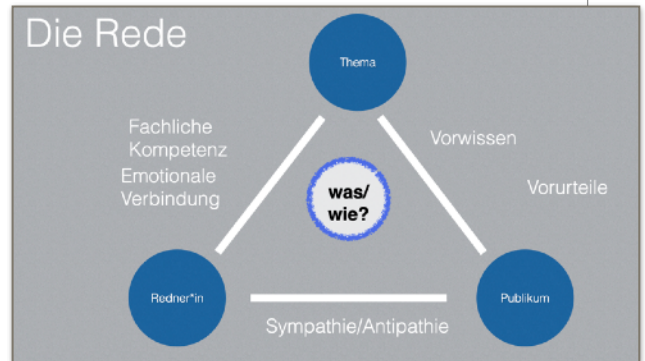 Die Rede
Thema
Fachliche
Kompetenz
Emotionale
Verbindung
Vorwissen
Vorurteile
was/
wie?
Redner*in
Publikum
Sympathie/Antipathie